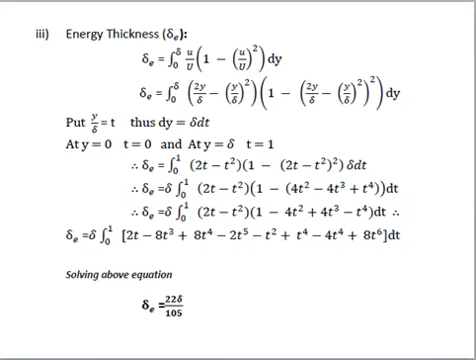 iii) Energy Thickness (δₑ):
δₑ = ∫₀^δ u/U (1 − (u/U)²) dy
δₑ = ∫₀^δ (2y/δ − (y/δ)²) (1 − (2y/δ − (y/δ)²)²) dy
Put y/δ = t thus dy = δdt
At y = 0 t = 0 and At y = δ t = 1
∴ δₑ = ∫₀¹ (2t − t²)(1 − (2t − t²)²) δdt
∴ δₑ = δ ∫₀¹ (2t − t²)(1 − (4t² − 4t³ + t⁴))dt
∴ δₑ = δ ∫₀¹ (2t − t²)(1 − 4t² + 4t³ − t⁴)dt ∴
δₑ = δ ∫₀¹ [2t − 8t³ + 8t⁴ − 2t⁵ − t² + t⁴ − 4t⁴ + 8t⁶]dt
Solving above equation
δₑ = 22δ/105